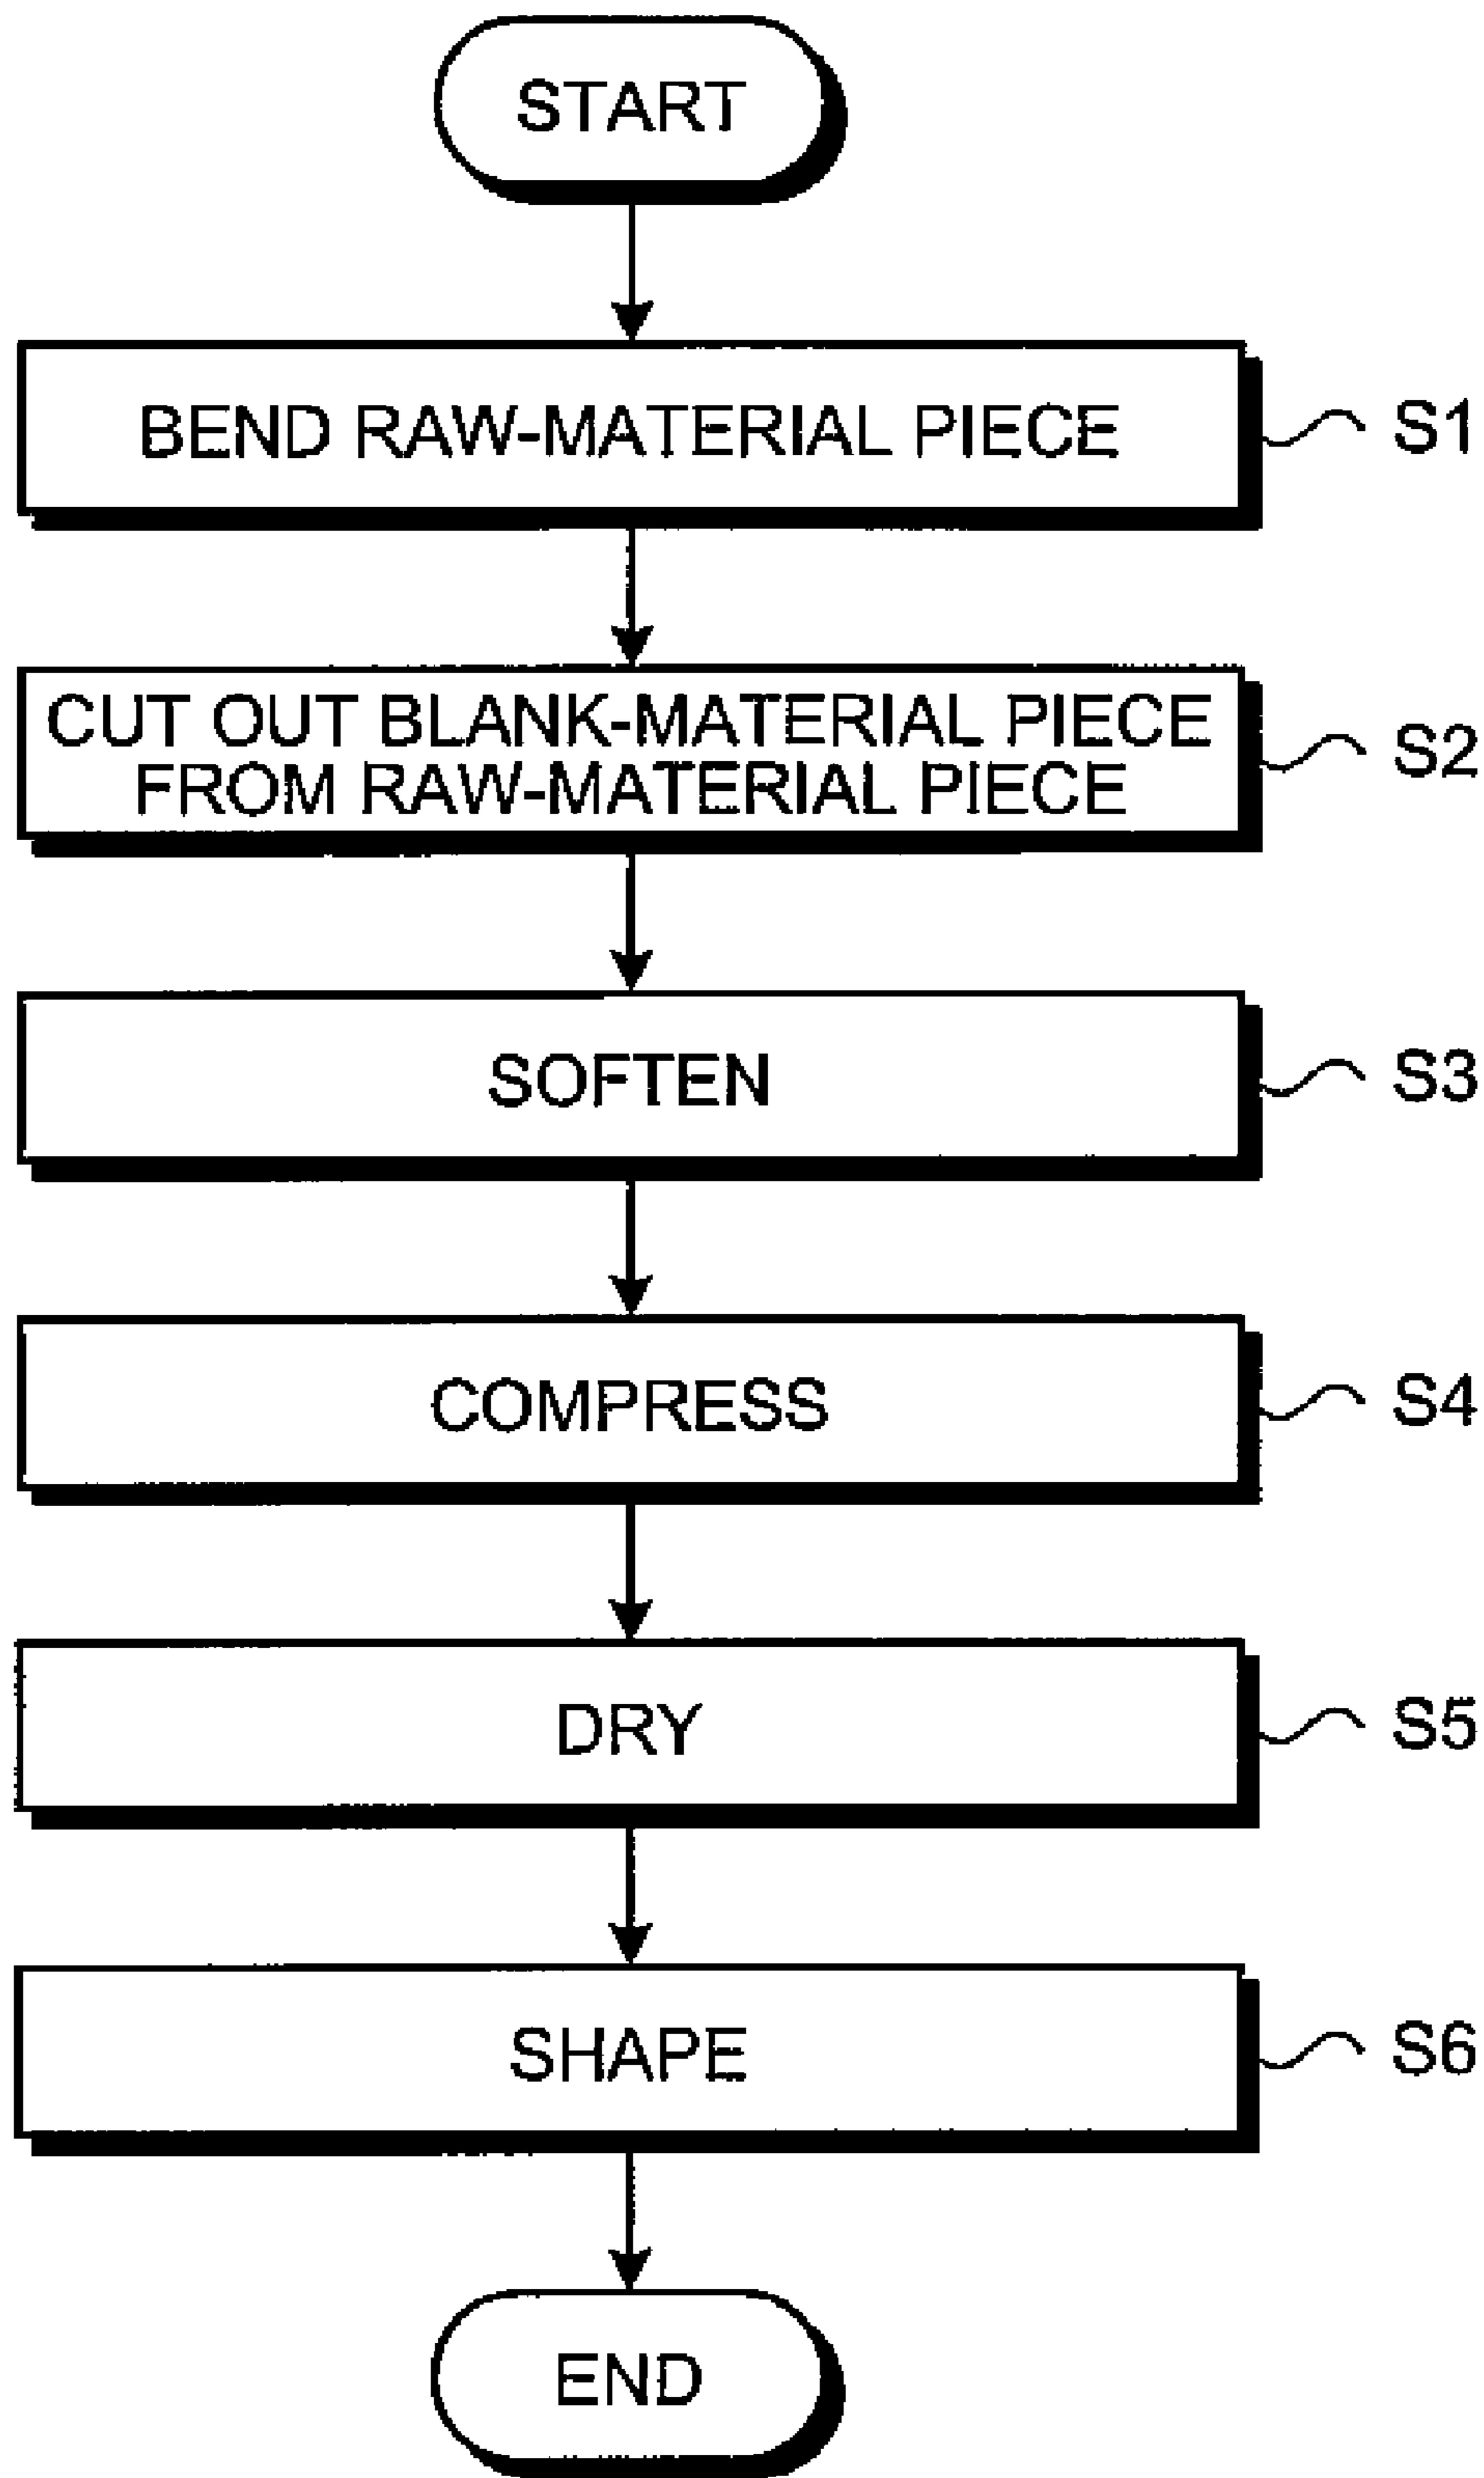 START
BEND RAW-MATERIAL PIECE
S1
CUT OUT BLANK-MATERIAL PIECE
FROM RAW-MATERIAL PIECE
S2
SOFTEN
S3
COMPRESS
S4
DRY
S5
SHAPE
S6
END